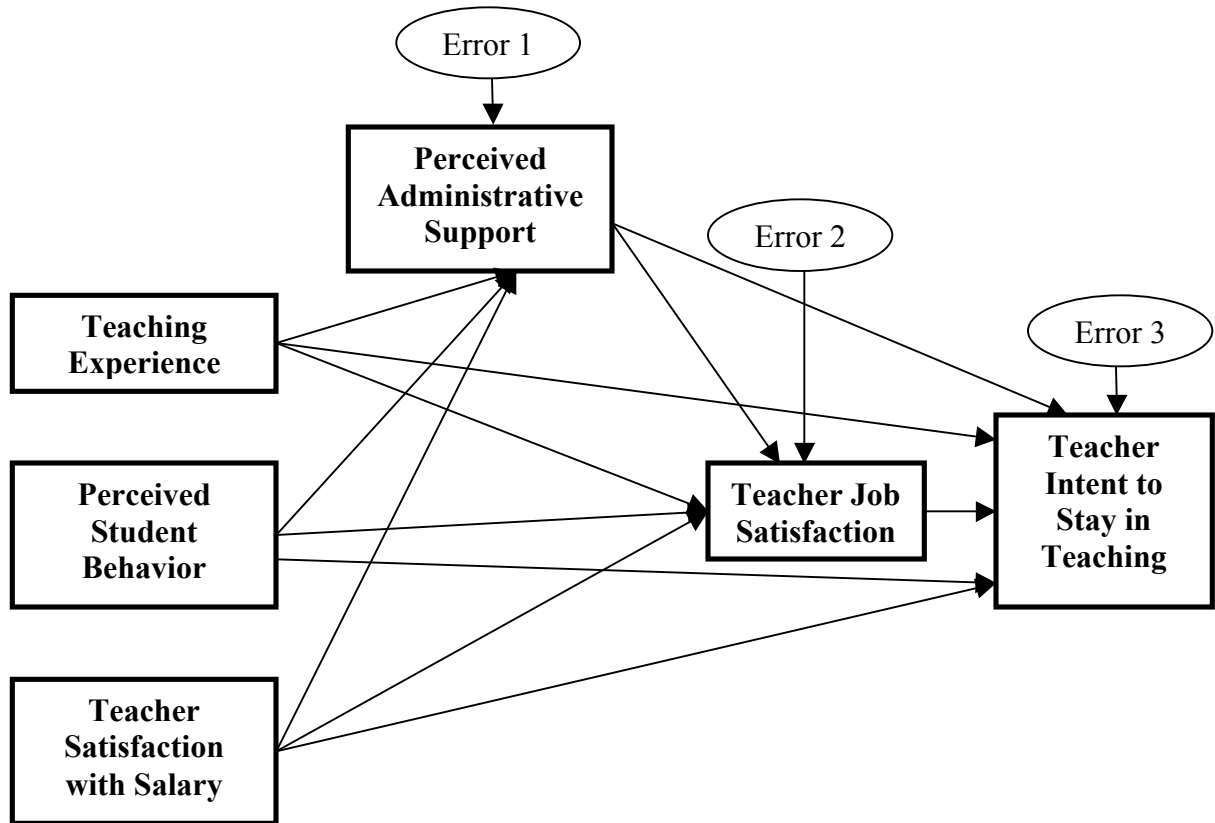 Error 1
Perceived
Administrative
Support
Error 2
Teaching
Experience
Error 3
Perceived
Student
Behavior
Teacher Job
Satisfaction
Teacher
Intent to
Stay in
Teaching
Teacher
Satisfaction
with Salary